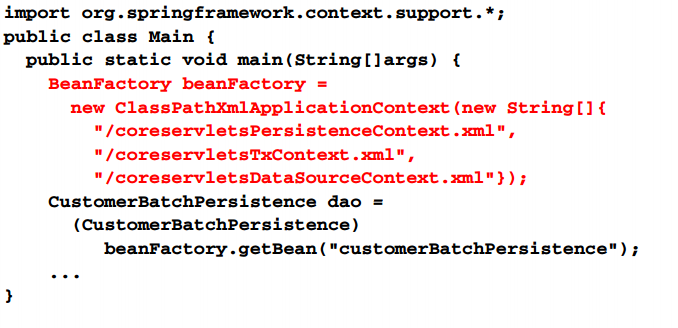 import org.springframework.context.support.*;
public class Main {
  public static void main(String[]args) {
    BeanFactory beanFactory =
      new ClassPathXmlApplicationContext(new String[]{
        "/coreservletsPersistenceContext.xml",
        "/coreservletsTxContext.xml",
        "/coreservletsDataSourceContext.xml"});
    CustomerBatchPersistence dao =
      (CustomerBatchPersistence)
         beanFactory.getBean("customerBatchPersistence");
    ...
}